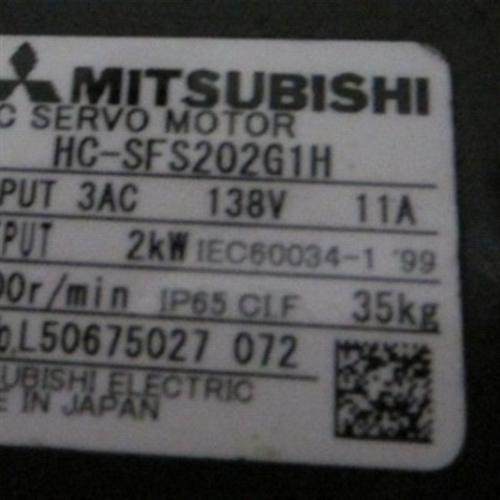 MITSUBISHI
C SERVO MOTOR
HC-SFS202G1H
PUT 3AC 138V 11A
PUT 2kW IEC60034-1 '99
00r/min IP65 Cl.F 35kg
o.L50675027 072
UBISHI ELECTRIC
E IN JAPAN